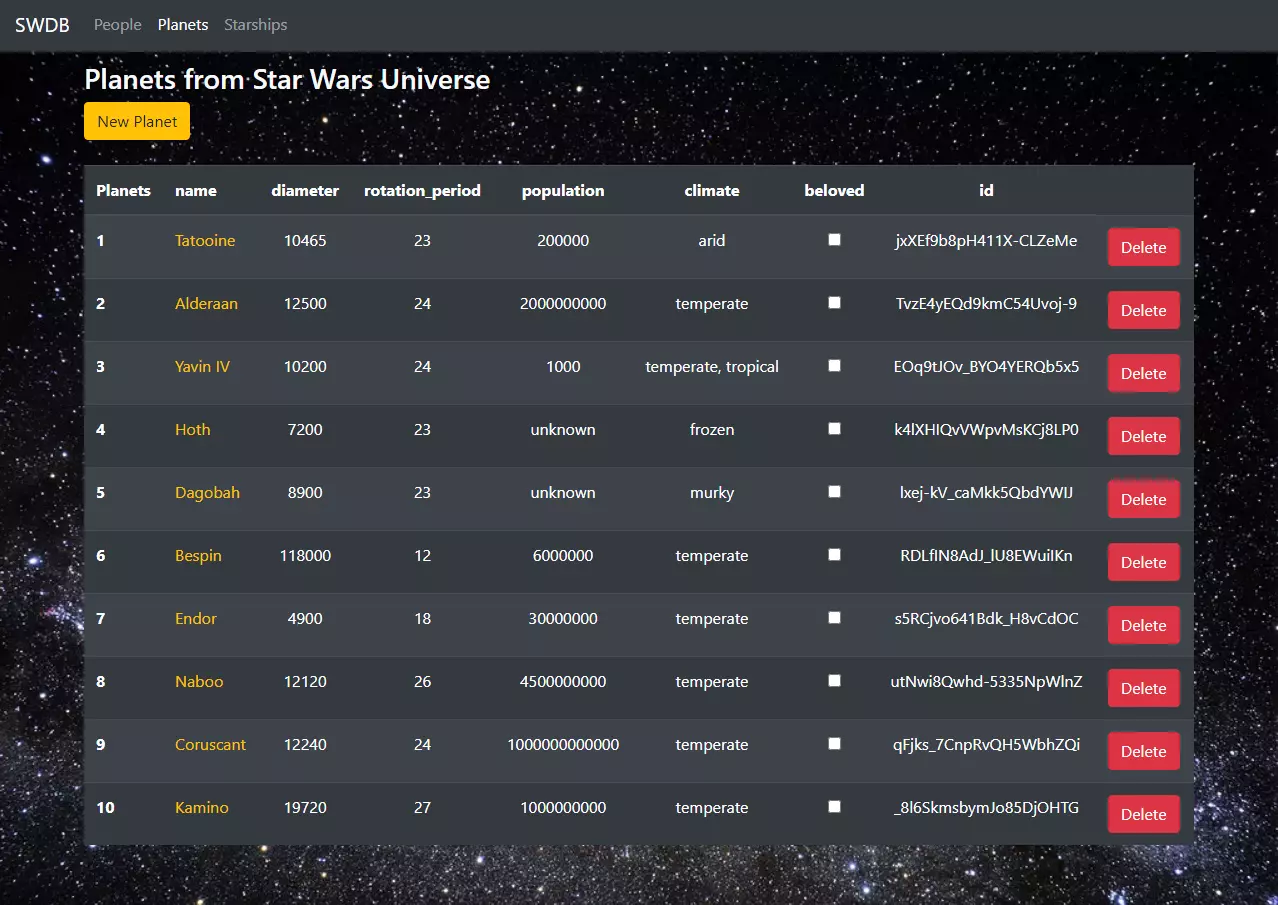 SWDB People Planets Starships
Planets from Star Wars Universe
New Planet
Planets name diameter rotation_period population climate beloved id
1 Tatooine 10465 23 200000 arid jxXEf9b8pH411X-CLZeMe Delete
2 Alderaan 12500 24 2000000000 temperate TvzE4yEQd9kmC54Uvoj-9 Delete
3 Yavin IV 10200 24 1000 temperate, tropical EOq9tJOv_BYO4YERQb5x5 Delete
4 Hoth 7200 23 unknown frozen k4lXHIQvVWpvMsKCj8LP0 Delete
5 Dagobah 8900 23 unknown murky lxej-kV_caMkk5QbdYWIJ Delete
6 Bespin 118000 12 6000000 temperate RDLfIN8AdJ_lU8EWuiIKn Delete
7 Endor 4900 18 30000000 temperate s5RCjvo641Bdk_H8vCdOC Delete
8 Naboo 12120 26 4500000000 temperate utNwi8Qwhd-5335NpWlnZ Delete
9 Coruscant 12240 24 1000000000000 temperate qFjks_7CnpRvQH5WbhZQi Delete
10 Kamino 19720 27 1000000000 temperate _8l6SkmsbymJo85DjOHTG Delete